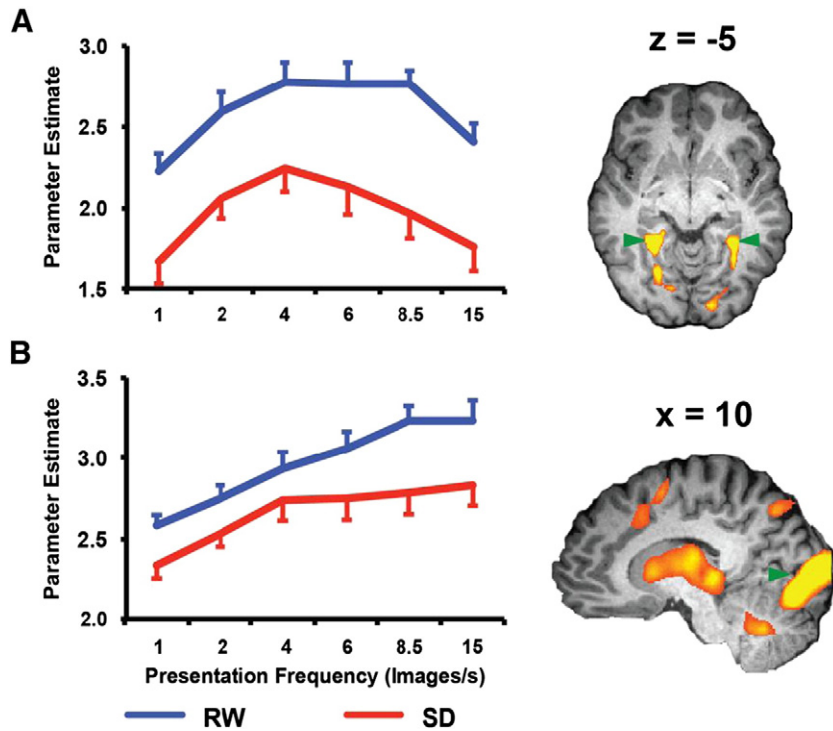 A
z = -5
3.0
2.5
2.0
1.5
Parameter Estimate
1 2 4 6 8.5 15
B
x = 10
3.5
3.0
2.5
2.0
Parameter Estimate
1 2 4 6 8.5 15
Presentation Frequency (Images/s)
RW SD